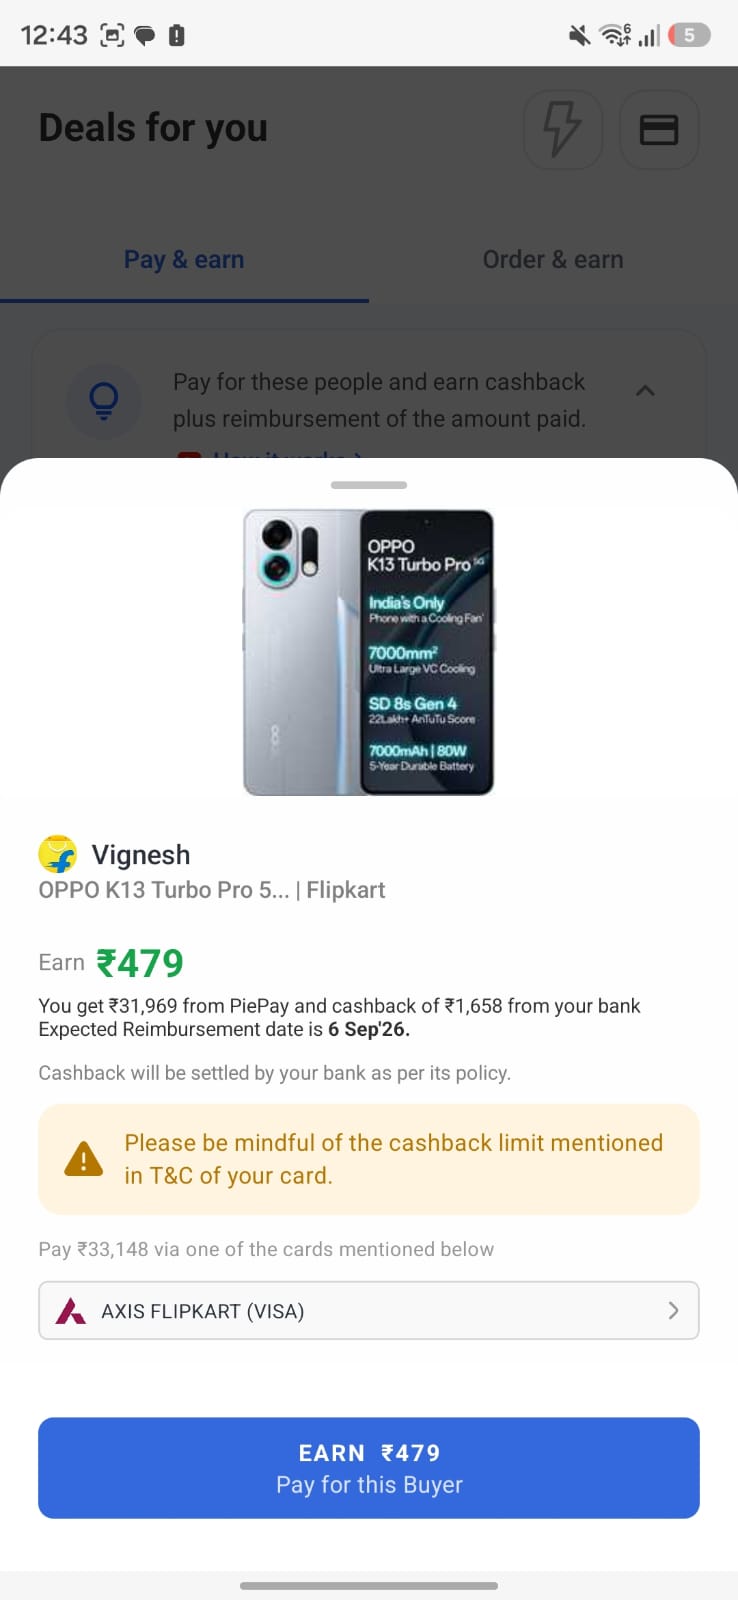 12:43
6
5
Deals for you
Pay & earn
Order & earn
Pay for these people and earn cashback
plus reimbursement of the amount paid.
OPPO
K13 Turbo Pro 5G
India's Only
Phone with a Cooling Fan*
7000mm²
Ultra Large VC Cooling
SD 8s Gen 4
22Lakh+ AnTuTu Score
7000mAh | 80W
5-Year Durable Battery
Vignesh
OPPO K13 Turbo Pro 5... | Flipkart
Earn ₹479
You get ₹31,969 from PiePay and cashback of ₹1,658 from your bank
Expected Reimbursement date is 6 Sep'26.
Cashback will be settled by your bank as per its policy.
Please be mindful of the cashback limit mentioned
in T&C of your card.
Pay ₹33,148 via one of the cards mentioned below
AXIS FLIPKART (VISA)
EARN ₹479
Pay for this Buyer